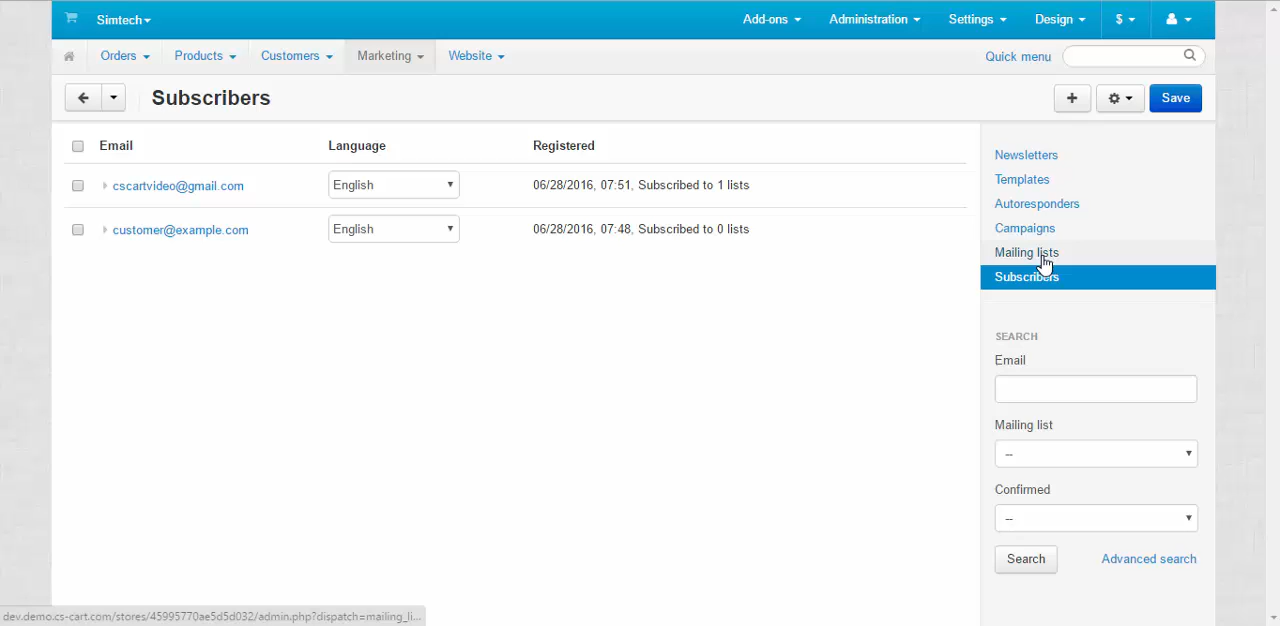 Simtech
Add-ons Administration Settings Design $
Orders Products Customers Marketing Website Quick menu
Subscribers + Save
Email Language Registered
cscartvideo@gmail.com English 06/28/2016, 07:51, Subscribed to 1 lists
customer@example.com English 06/28/2016, 07:48, Subscribed to 0 lists
Newsletters
Templates
Autoresponders
Campaigns
Mailing lists
Subscribers
SEARCH
Email
Mailing list
--
Confirmed
--
Search Advanced search
dev.demo.cs-cart.com/stores/45995770ae5d5d032/admin.php?dispatch=mailing_li...